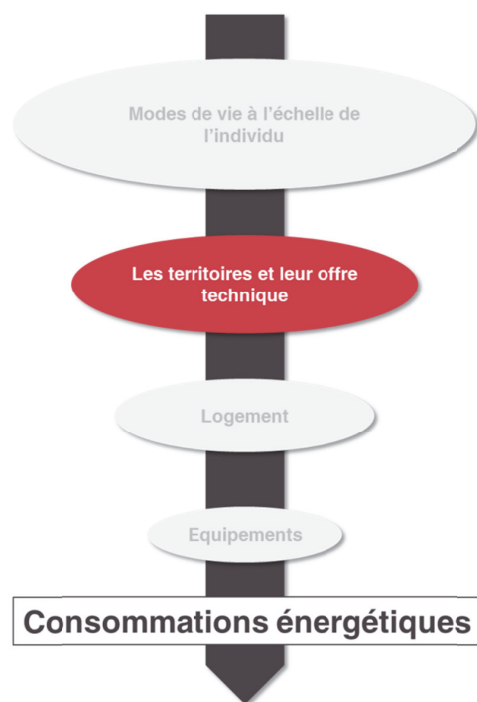 Modes de vie à l'échelle de
l'individu
Les territoires et leur offre
technique
Logement
Equipements
Consommations énergétiques